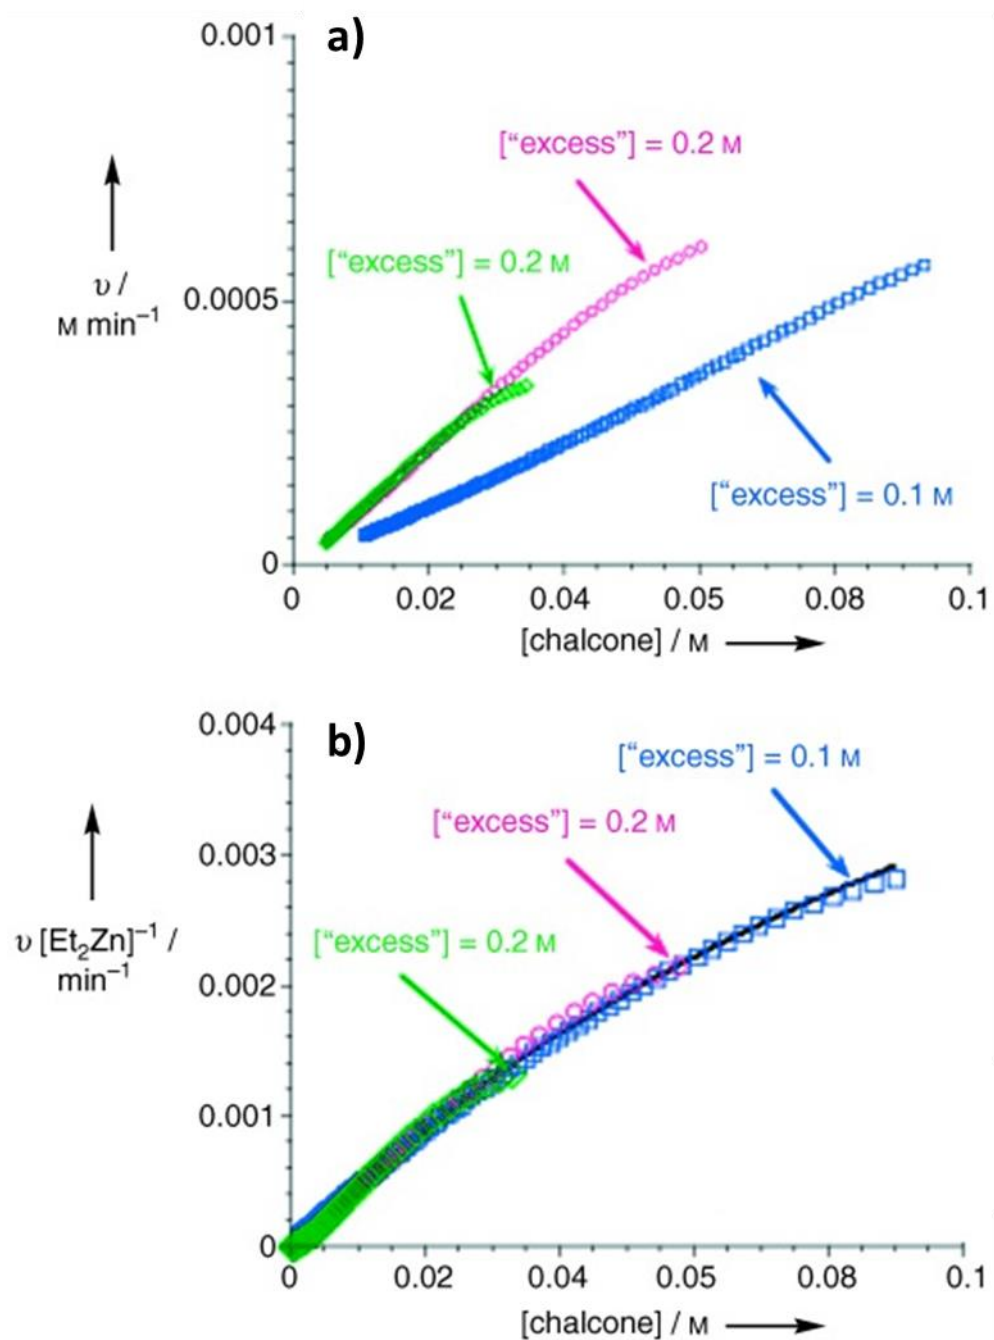 a)
0.001
["excess"] = 0.2 M
["excess"] = 0.2 M
υ /
M min⁻¹
0.0005
["excess"] = 0.1 M
0
0 0.02 0.04 0.05 0.08 0.1
[chalcone] / M
b)
0.004
["excess"] = 0.1 M
["excess"] = 0.2 M
0.003
["excess"] = 0.2 M
υ [Et₂Zn]⁻¹ /
min⁻¹
0.002
0.001
0
0 0.02 0.04 0.05 0.08 0.1
[chalcone] / M